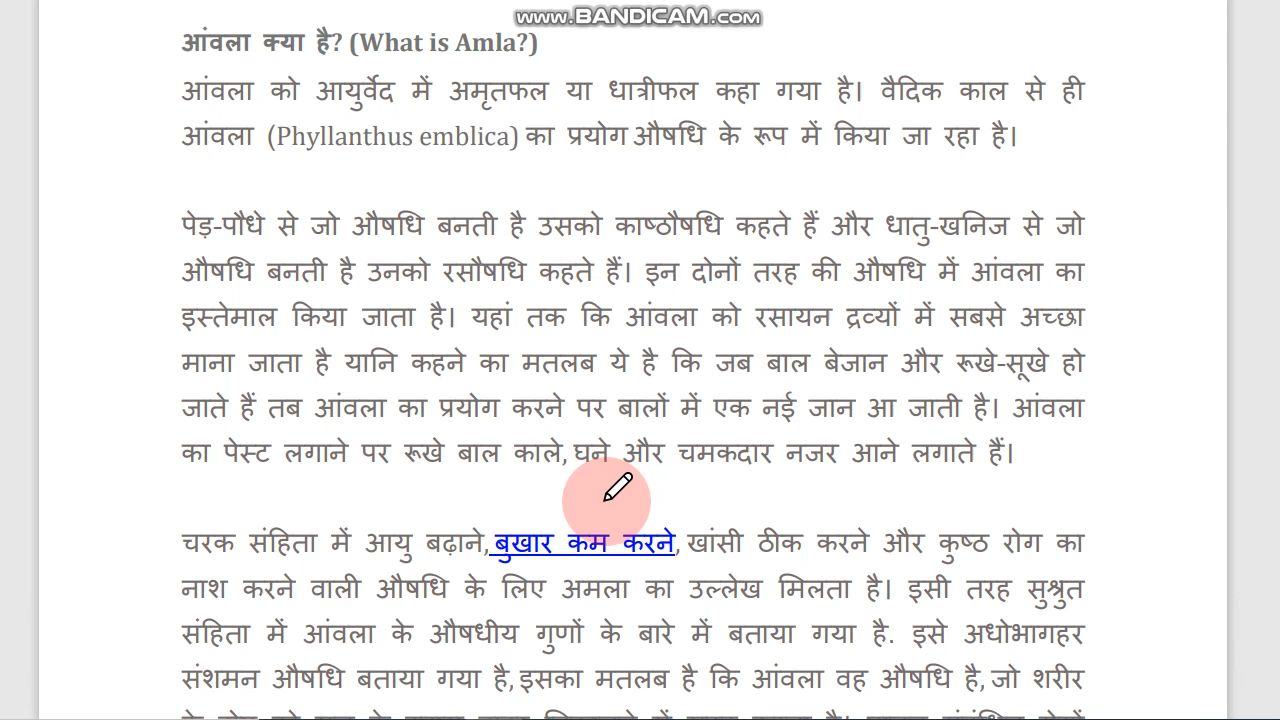 www.BANDICAM.com
आंवला क्या है? (What is Amla?)
आंवला को आयुर्वेद में अमृतफल या धात्रीफल कहा गया है। वैदिक काल से ही
आंवला (Phyllanthus emblica) का प्रयोग औषधि के रूप में किया जा रहा है।
पेड़-पौधे से जो औषधि बनती है उसको काष्ठौषधि कहते हैं और धातु-खनिज से जो
औषधि बनती है उनको रसौषधि कहते हैं। इन दोनों तरह की औषधि में आंवला का
इस्तेमाल किया जाता है। यहां तक कि आंवला को रसायन द्रव्यों में सबसे अच्छा
माना जाता है यानि कहने का मतलब ये है कि जब बाल बेजान और रूखे-सूखे हो
जाते हैं तब आंवला का प्रयोग करने पर बालों में एक नई जान आ जाती है। आंवला
का पेस्ट लगाने पर रूखे बाल काले, घने और चमकदार नजर आने लगाते हैं।
चरक संहिता में आयु बढ़ाने, बुखार कम करने, खांसी ठीक करने और कुष्ठ रोग का
नाश करने वाली औषधि के लिए अमला का उल्लेख मिलता है। इसी तरह सुश्रुत
संहिता में आंवला के औषधीय गुणों के बारे में बताया गया है. इसे अधोभागहर
संशमन औषधि बताया गया है, इसका मतलब है कि आंवला वह औषधि है, जो शरीर